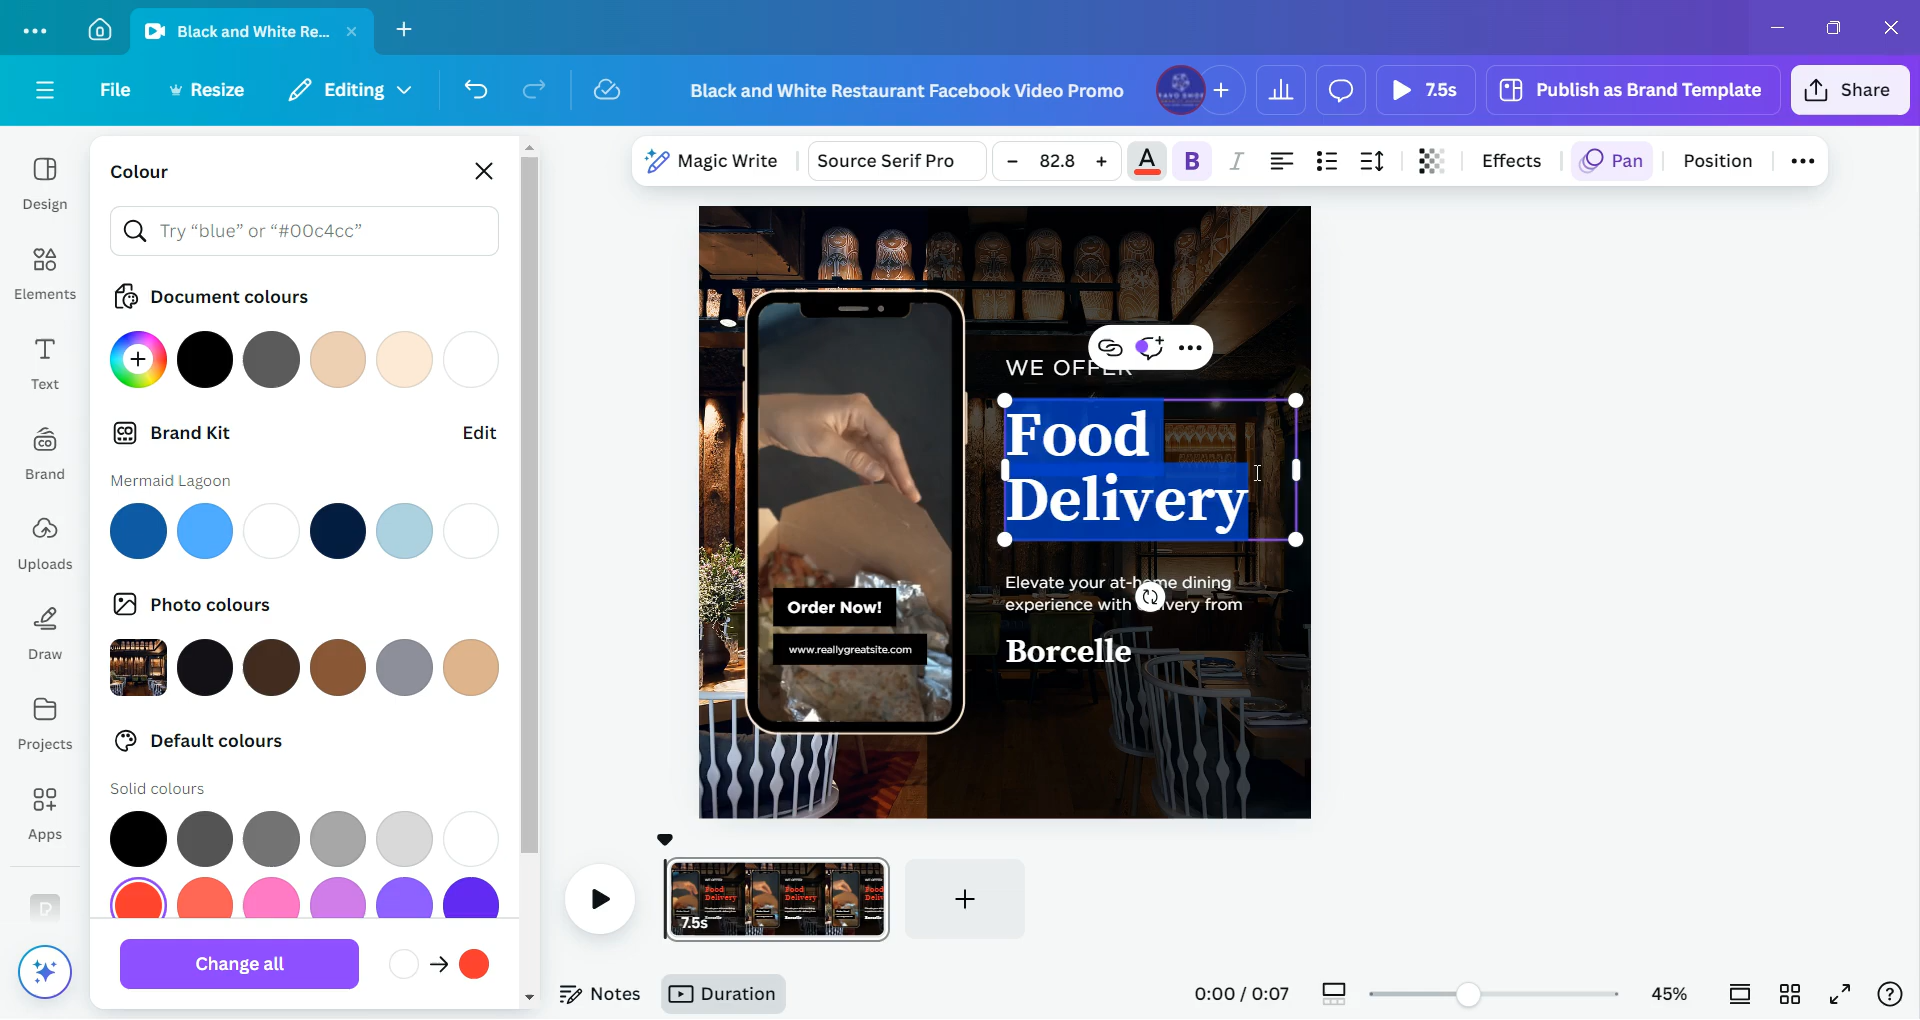 Black and White Re...
File
Resize
Editing
Black and White Restaurant Facebook Video Promo
7.5s
Publish as Brand Template
Share
Design
Elements
Text
Brand
Uploads
Draw
Projects
Apps
Colour
Try “blue” or “#00c4cc”
Document colours
Brand Kit
Edit
Mermaid Lagoon
Photo colours
Default colours
Solid colours
Change all
Magic Write
Source Serif Pro
- 82.8 +
A
B
I
Effects
Pan
Position
WE OFFER
Food
Delivery
Elevate your at-home dining
experience with delivery from
Borcelle
Order Now!
www.reallygreatsite.com
7.5s
Notes
Duration
0:00 / 0:07
45%